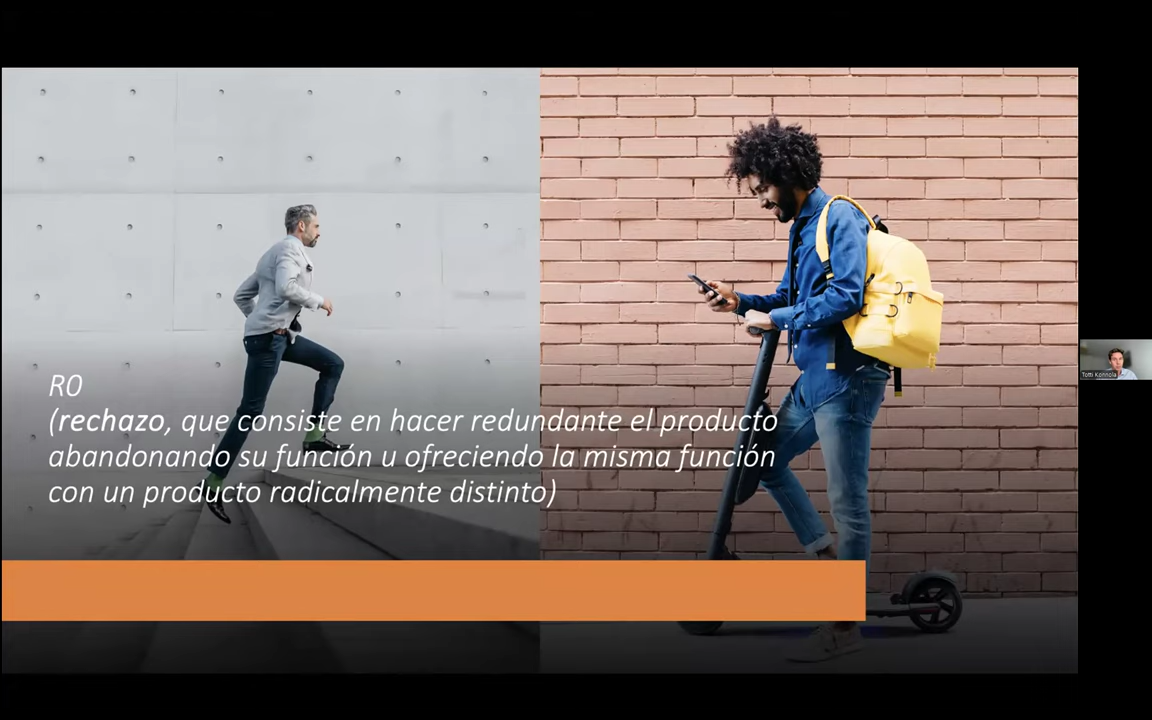 R0
(rechazo, que consiste en hacer redundante el producto
abandonando su función u ofreciendo la misma función
con un producto radicalmente distinto)
Totti Könnölä